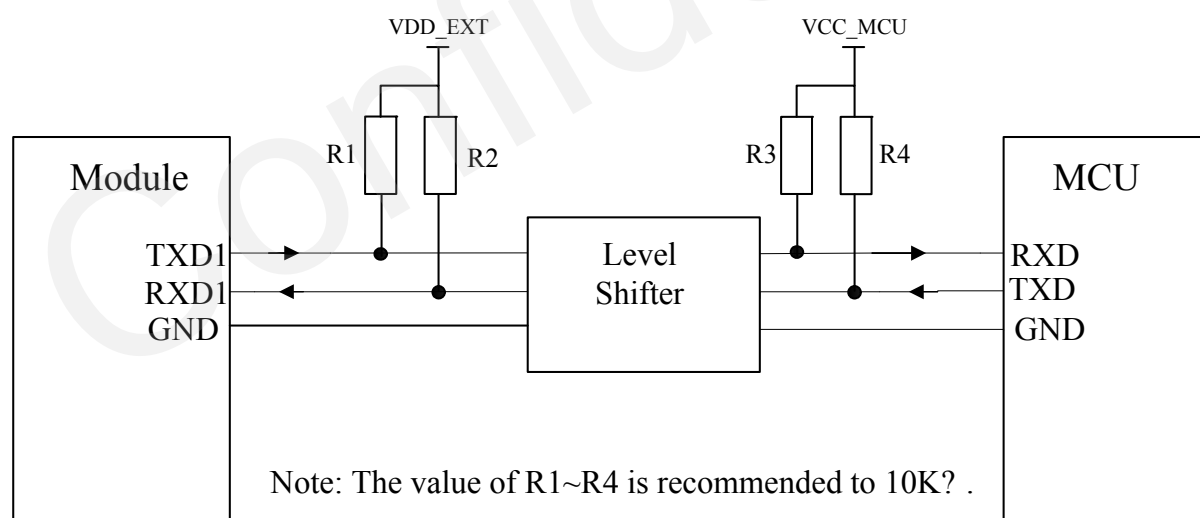 VDD_EXT
VCC_MCU
R1
R2
R3
R4
Module
MCU
TXD1
RXD1
GND
Level
Shifter
RXD
TXD
GND
Note: The value of R1~R4 is recommended to 10K? .